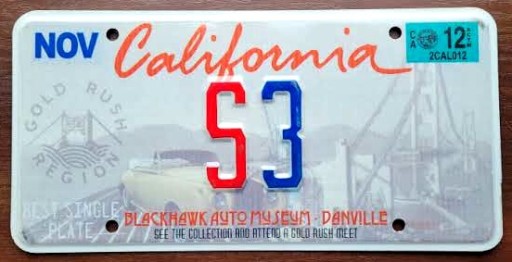 NOV California CA 12
2CAL012
GOLD RUSH
REGION
S 3
BEST SINGLE
PLATE
BLACKHAWK AUTO MUSEUM - DANVILLE
SEE THE COLLECTION AND ATTEND A GOLD RUSH MEET